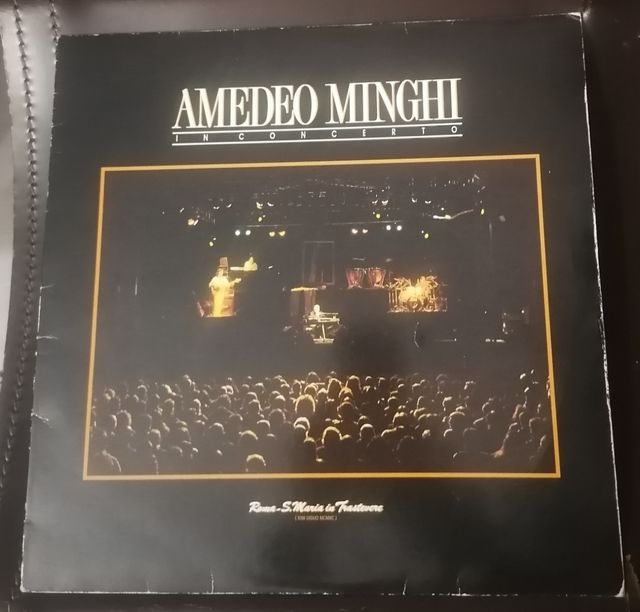 AMEDEO MINGHI
IN CONCERTO
Roma-S.Maria in Trastevere